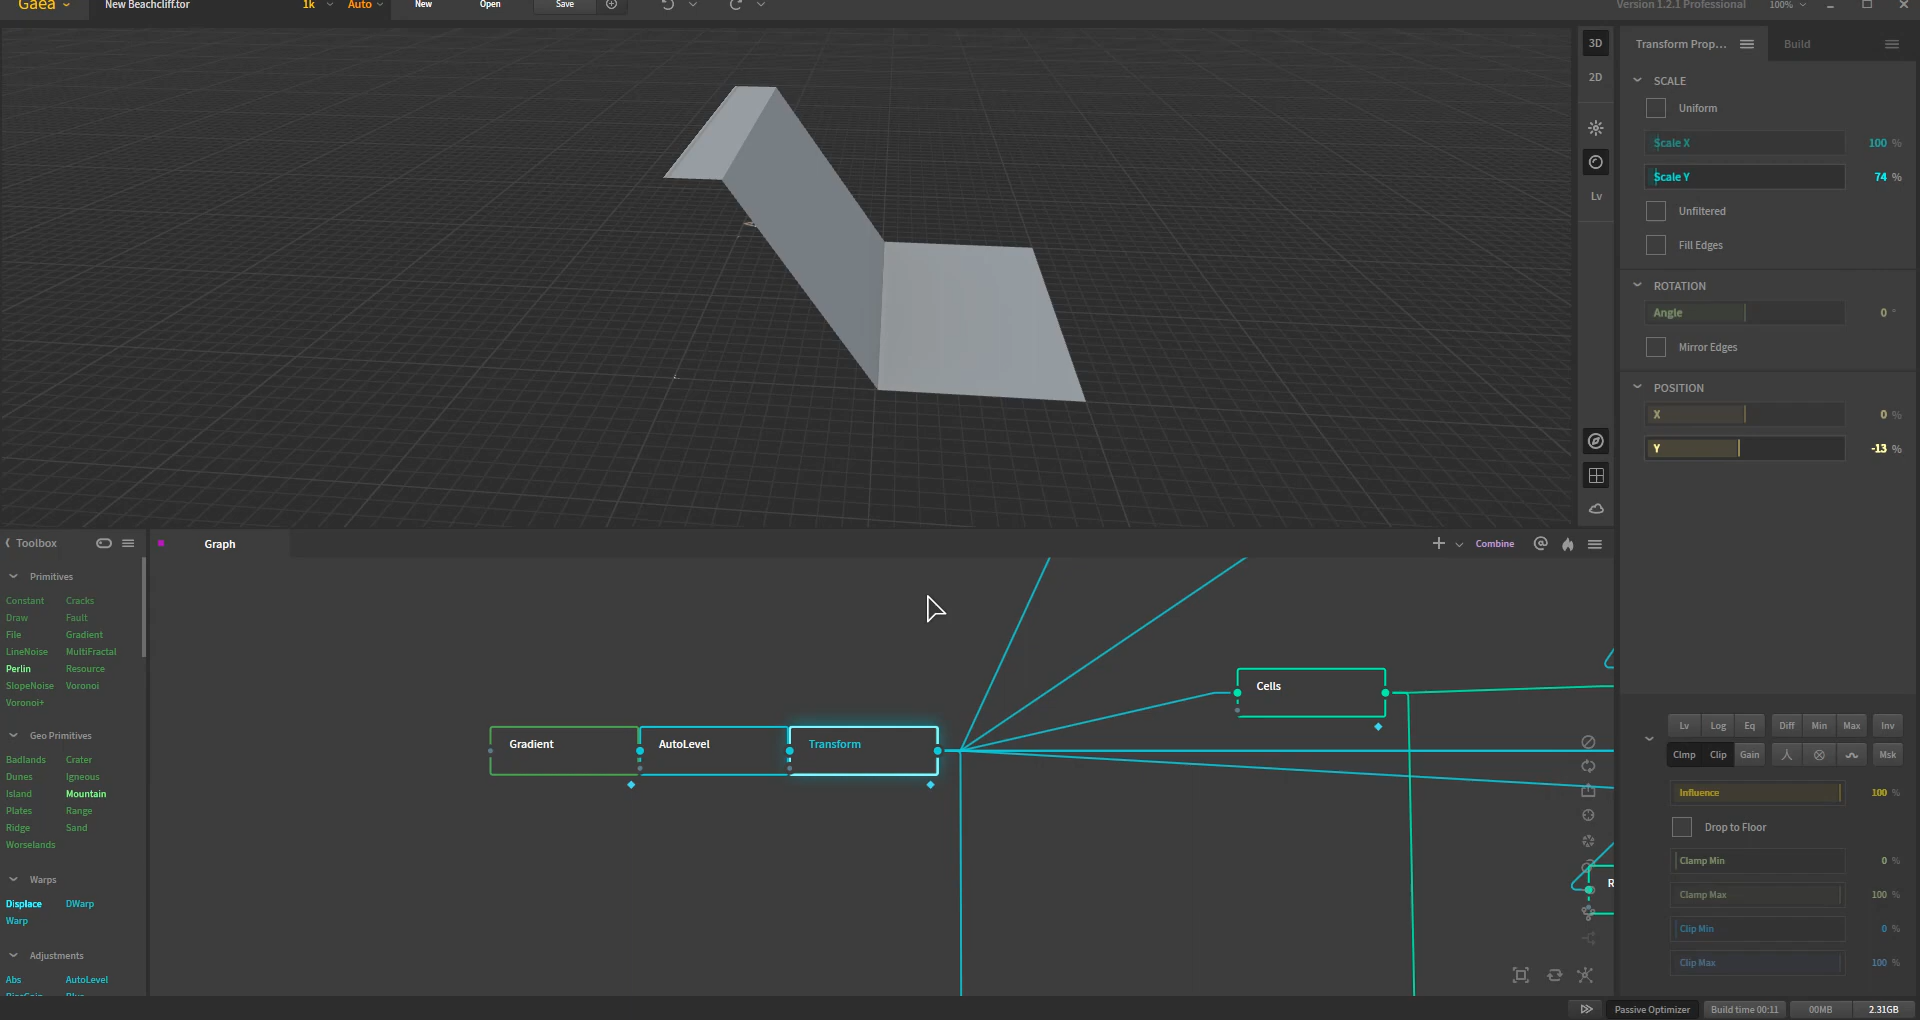 Gaea
New Beachcliff.tor
1k
Auto
New
Open
Save
Version 1.2.1 Professional
100%
3D
2D
Lv
Transform Prop...
Build
SCALE
Uniform
Scale X 100 %
Scale Y 74 %
Unfiltered
Fill Edges
ROTATION
Angle 0 °
Mirror Edges
POSITION
X 0 %
Y -13 %
Toolbox
Graph
Combine
Primitives
Constant Cracks
Draw Fault
File Gradient
LineNoise MultiFractal
Perlin Resource
SlopeNoise Voronoi
Voronoi+
Geo Primitives
Badlands Crater
Dunes Igneous
Island Mountain
Plates Range
Ridge Sand
Worselands
Warps
Displace DWarp
Warp
Adjustments
Abs AutoLevel
Gradient
AutoLevel
Transform
Cells
R
Lv Log Eq Diff Min Max Inv
Clmp Clip Gain Msk
Influence 100 %
Drop to Floor
Clamp Min 0 %
Clamp Max 100 %
Clip Min 0 %
Clip Max 100 %
Passive Optimizer
Build time 00:11
00MB
2.31GB